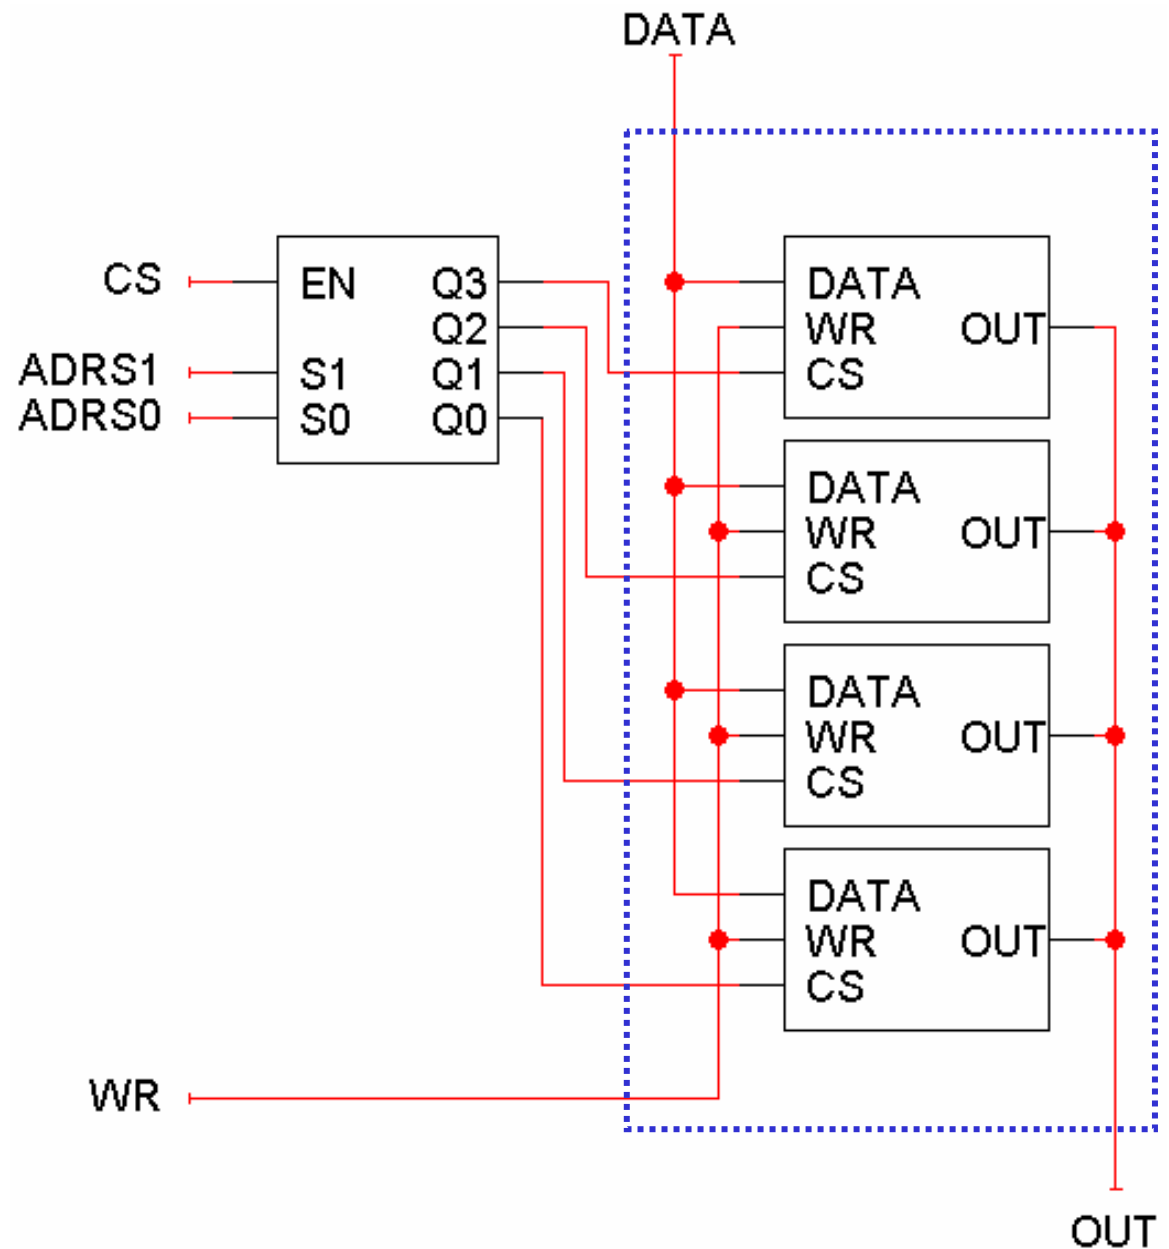 DATA
CS
ADRS1
ADRS0
EN Q3
Q2
S1 Q1
S0 Q0
DATA
WR OUT
CS
DATA
WR OUT
CS
DATA
WR OUT
CS
DATA
WR OUT
CS
WR
OUT